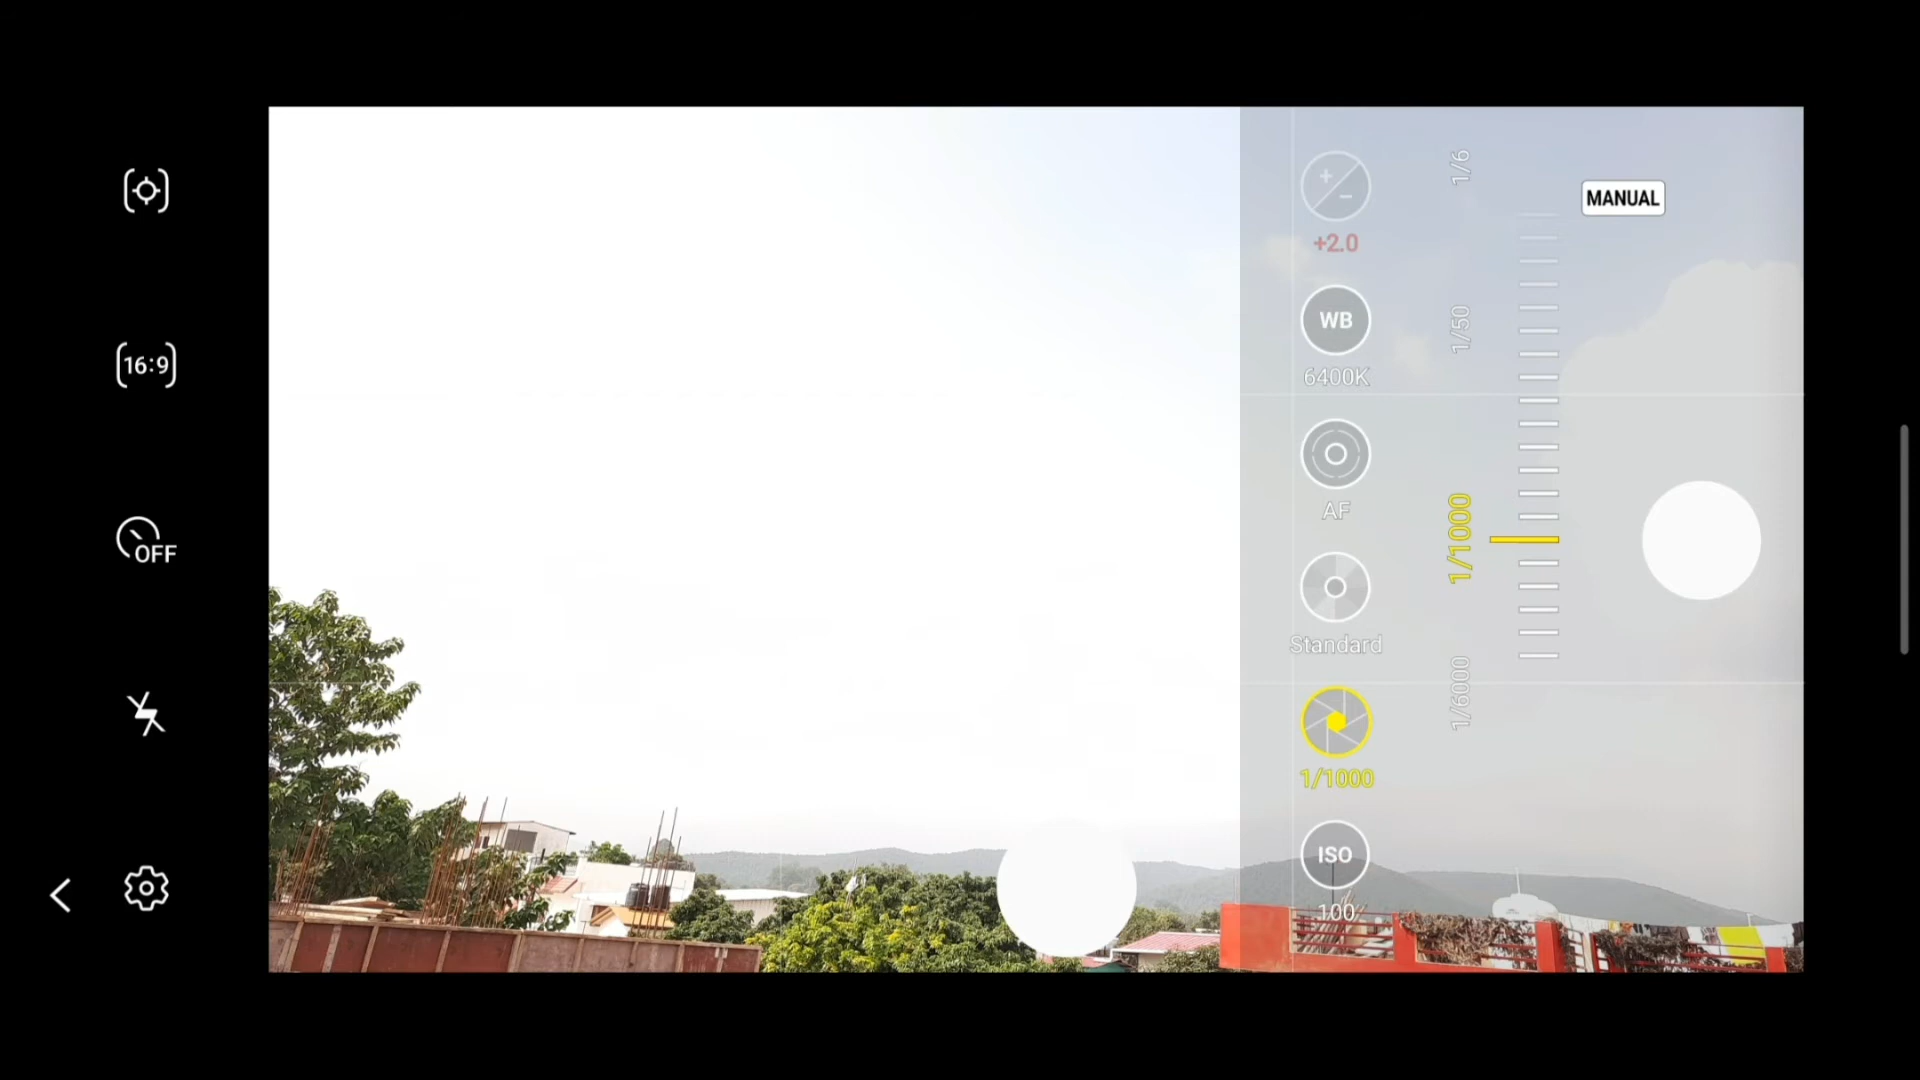 16:9
OFF
+2.0
WB
6400K
AF
Standard
1/1000
ISO
100
1/6
1/50
1/1000
1/6000
MANUAL